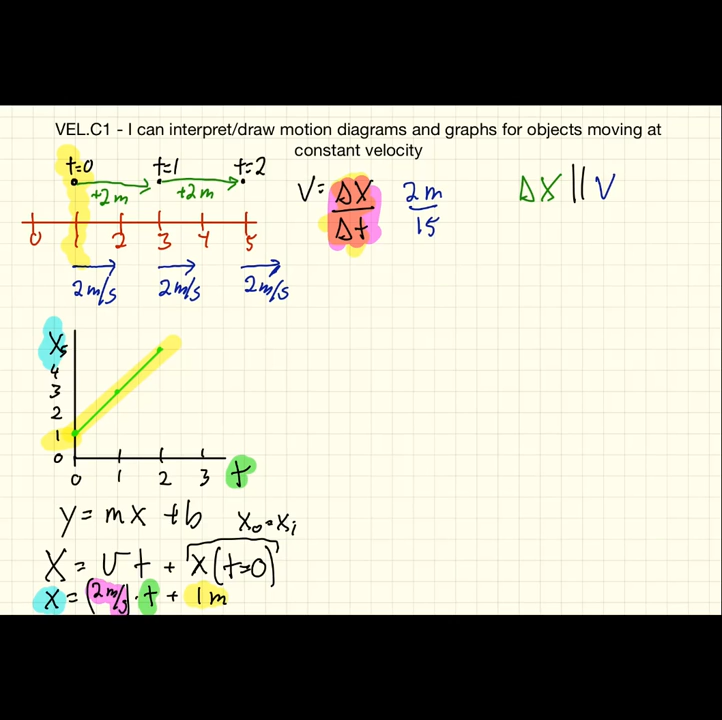 VEL.C1 - I can interpret/draw motion diagrams and graphs for objects moving at
constant velocity
t=0 t=1 t=2
+2m +2m
0 1 2 3 4 5
2m/s 2m/s 2m/s
V = ΔX/Δt 2m/1s
ΔX || V
X
5
4
3
2
1
0
0 1 2 3 t
y = mx + b
x₀ = xᵢ
X = vt + x(t=0)
x = (2m/s) · t + 1m